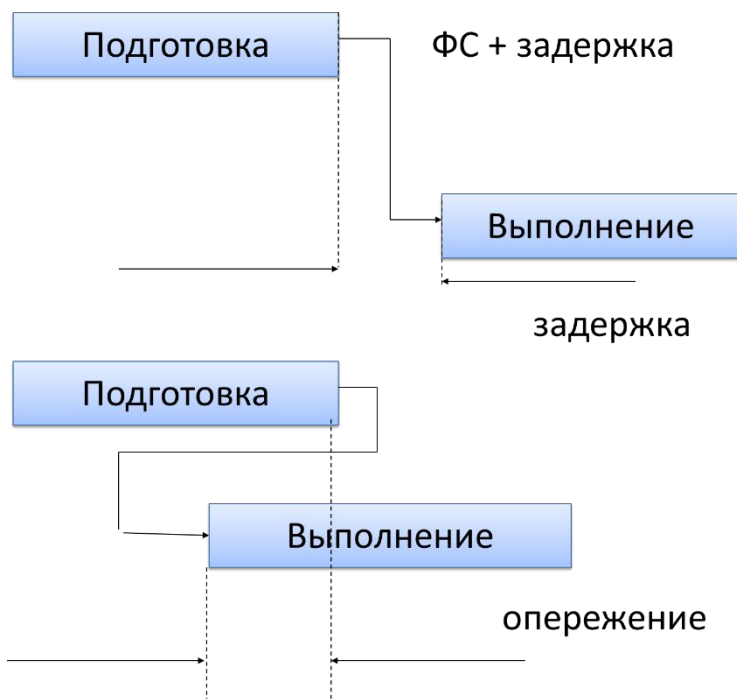 Подготовка
ФС + задержка
Выполнение
задержка
Подготовка
Выполнение
опережение